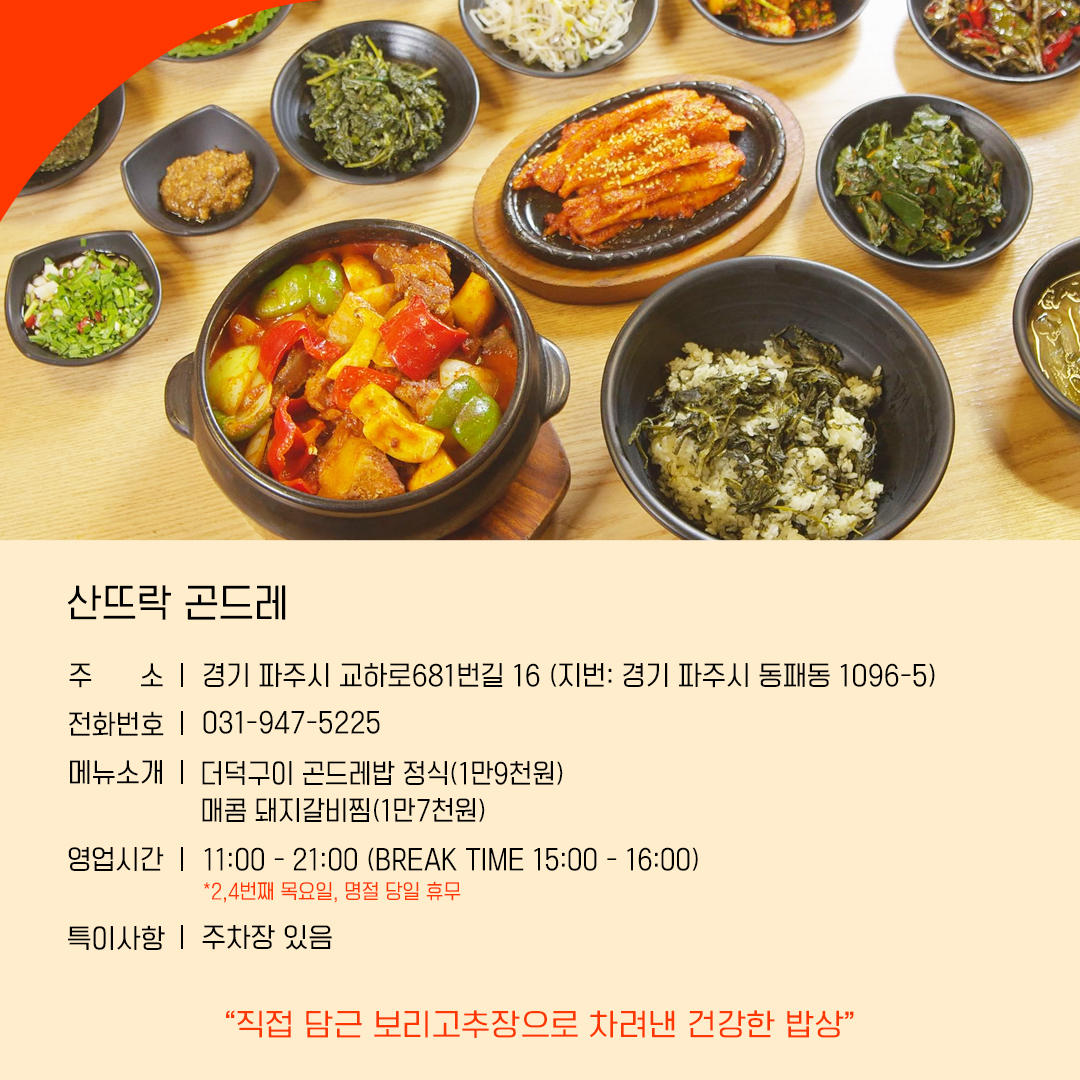 산뜨락 곤드레
주 소 | 경기 파주시 교하로681번길 16 (지번: 경기 파주시 동패동 1096-5)
전화번호 | 031-947-5225
메뉴소개 | 더덕구이 곤드레밥 정식(1만9천원)
매콤 돼지갈비찜(1만7천원)
영업시간 | 11:00 - 21:00 (BREAK TIME 15:00 - 16:00)
*2,4번째 목요일, 명절 당일 휴무
특이사항 | 주차장 있음
“직접 담근 보리고추장으로 차려낸 건강한 밥상”